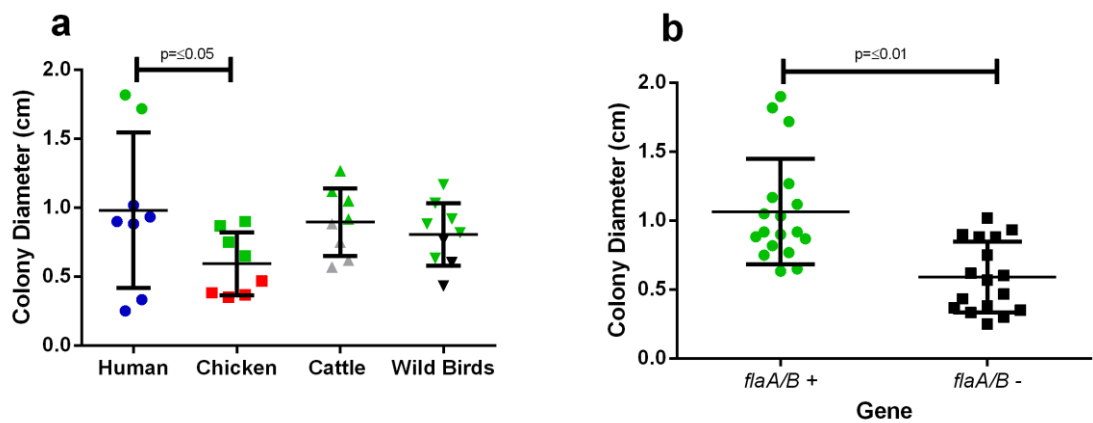 a
p=≤0.05
Colony Diameter (cm)
2.0
1.5
1.0
0.5
0.0
Human Chicken Cattle Wild Birds
b
p=≤0.01
Colony Diameter (cm)
2.0
1.5
1.0
0.5
0.0
flaA/B + flaA/B -
Gene